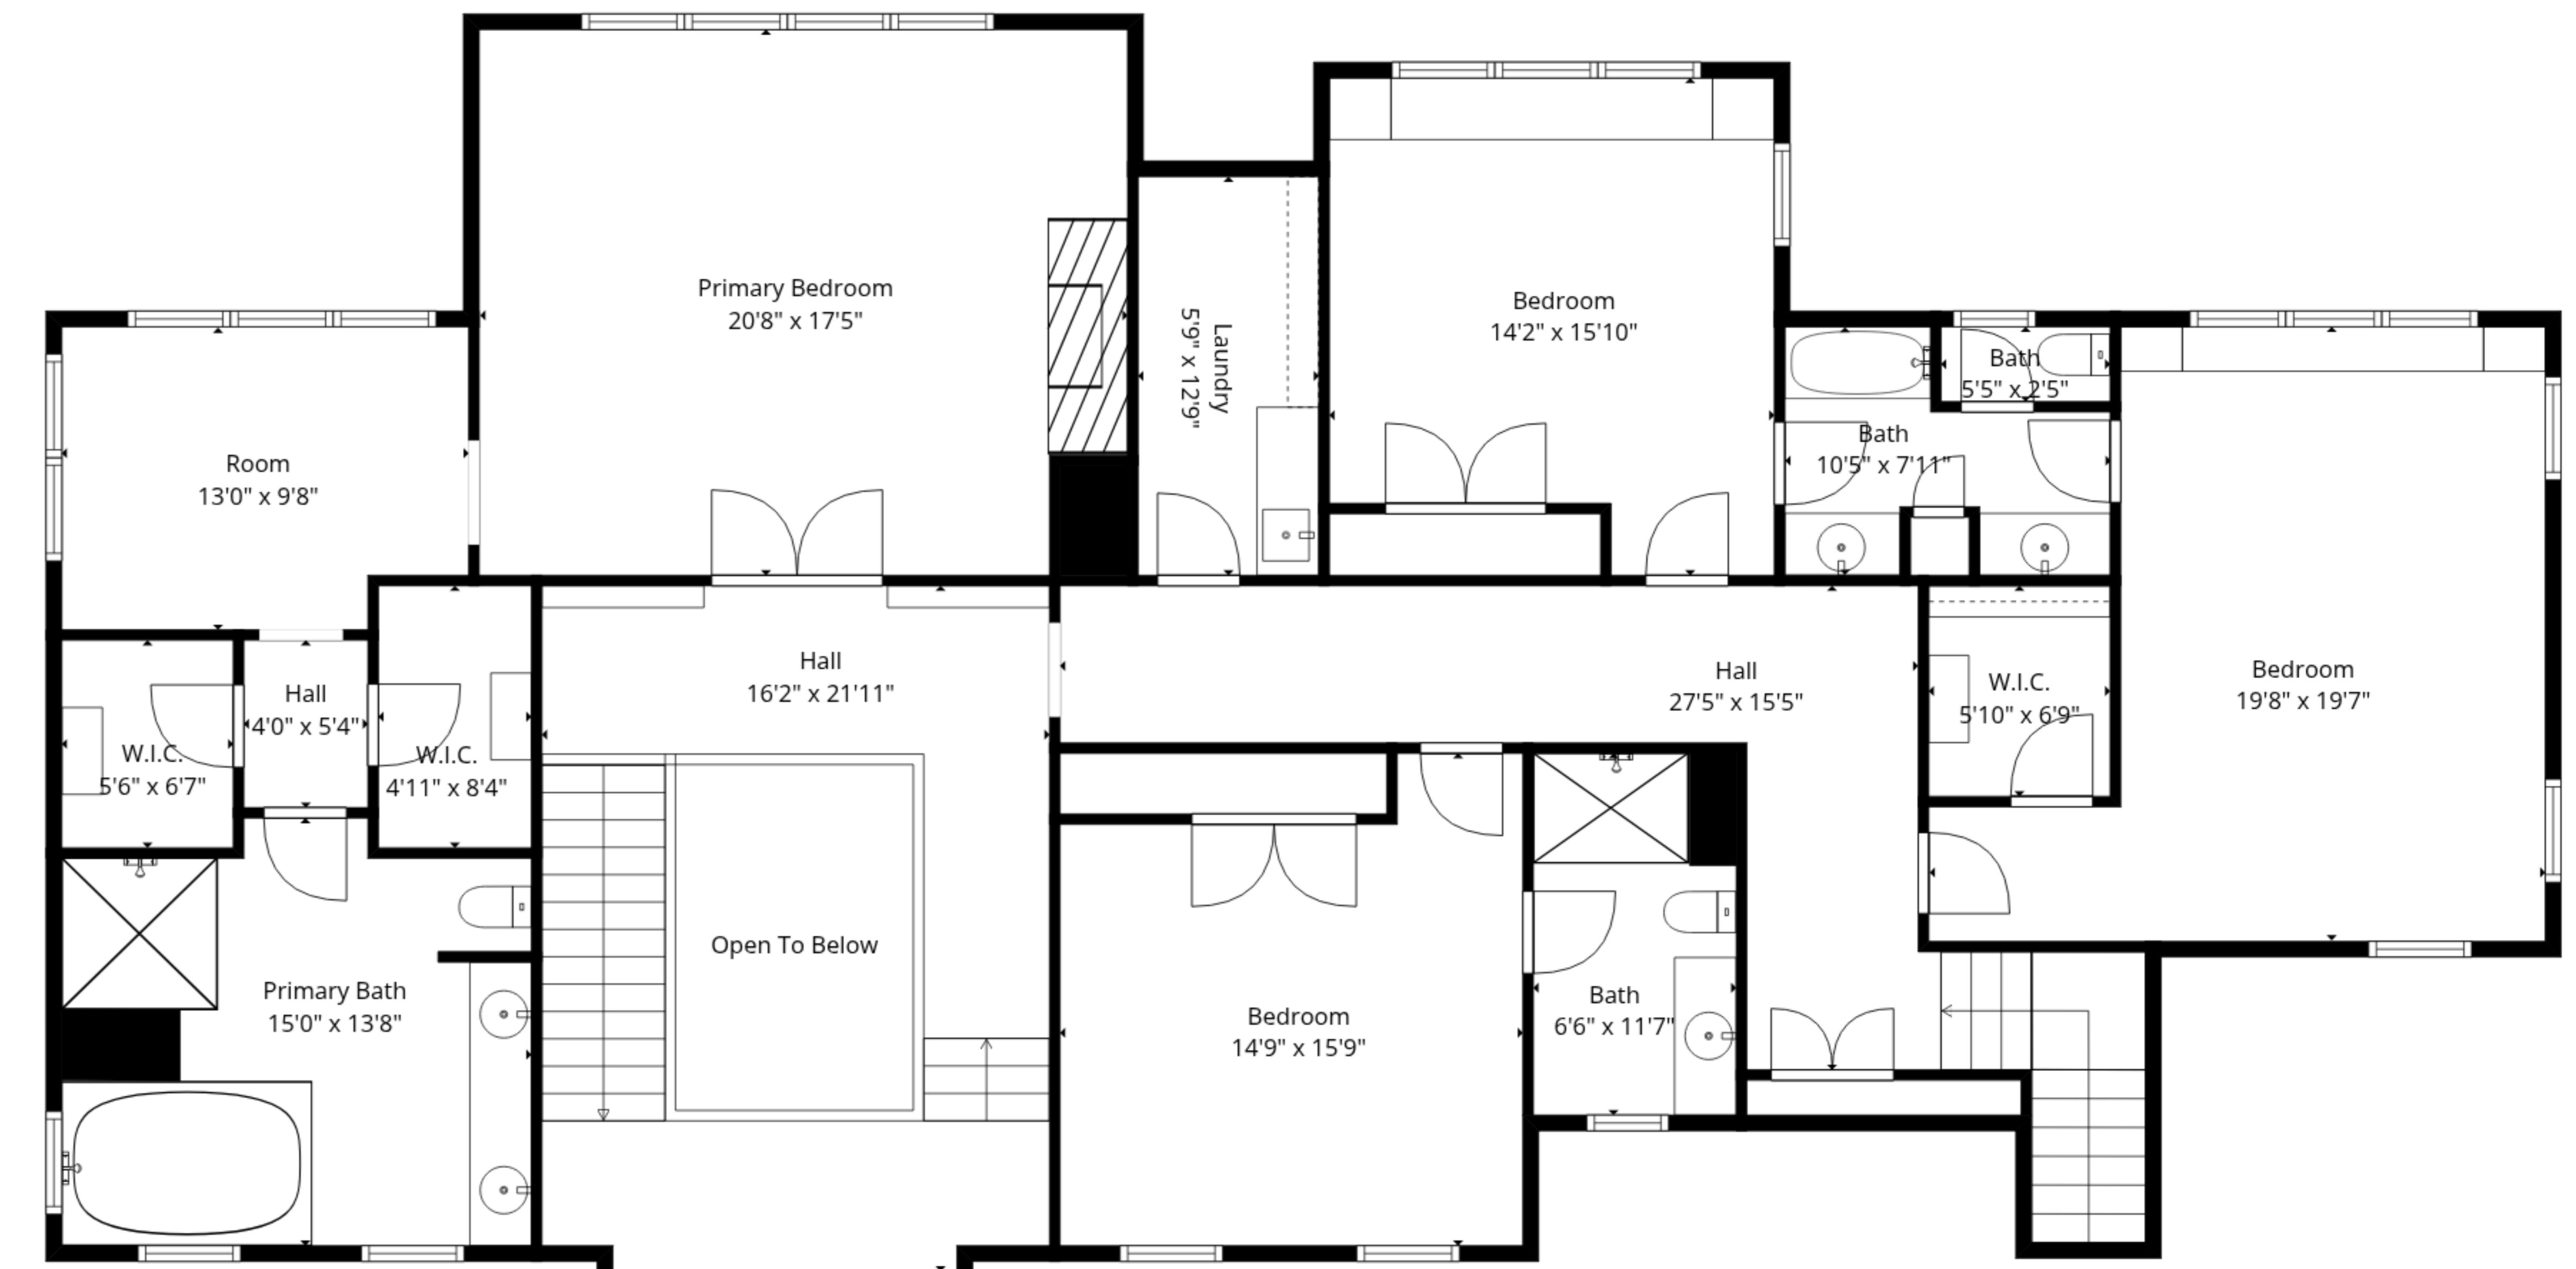 Primary Bedroom
20'8" x 17'5"
Laundry
5'9" x 12'9"
Bedroom
14'2" x 15'10"
Bath
5'5" x 2'5"
Bath
10'5" x 7'11"
Room
13'0" x 9'8"
Hall
4'0" x 5'4"
W.I.C.
5'6" x 6'7"
W.I.C.
4'11" x 8'4"
Hall
16'2" x 21'11"
Hall
27'5" x 15'5"
W.I.C.
5'10" x 6'9"
Bedroom
19'8" x 19'7"
Open To Below
Primary Bath
15'0" x 13'8"
Bedroom
14'9" x 15'9"
Bath
6'6" x 11'7"